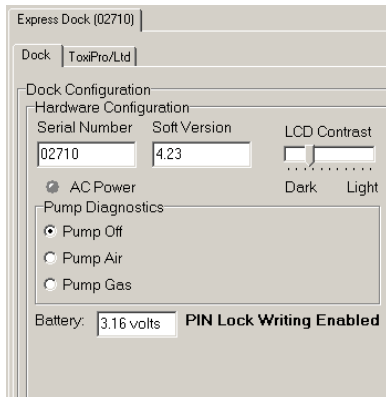 Express Dock (02710)
Dock ToxiPro/Ltd
Dock Configuration
Hardware Configuration
Serial Number Soft Version LCD Contrast
02710 4.23
AC Power Dark Light
Pump Diagnostics
Pump Off
Pump Air
Pump Gas
Battery: 3.16 volts PIN Lock Writing Enabled